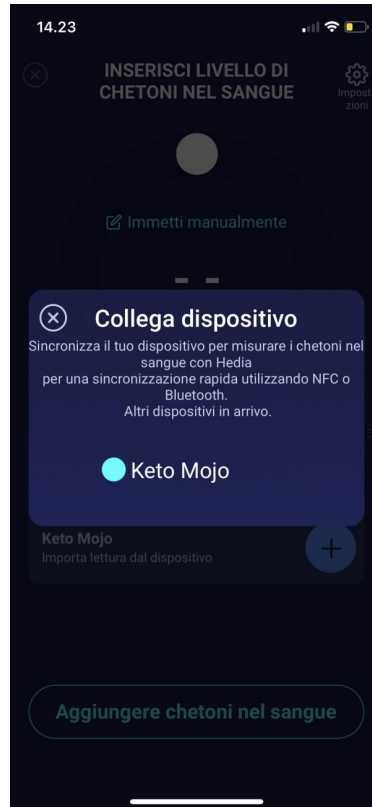 14.23
INSERISCI LIVELLO DI
CHETONI NEL SANGUE
Impost
zioni
Immetti manualmente
--
Collega dispositivo
Sincronizza il tuo dispositivo per misurare i chetoni nel
sangue con Hedia
per una sincronizzazione rapida utilizzando NFC o
Bluetooth.
Altri dispositivi in arrivo.
Keto Mojo
Keto Mojo
Importa lettura dal dispositivo
Aggiungere chetoni nel sangue